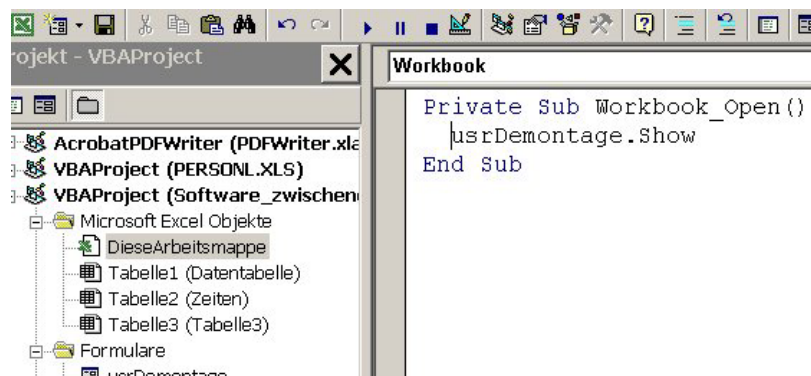 rojekt - VBAProject
Workbook
Private Sub Workbook_Open()
usrDemontage.Show
End Sub
AcrobatPDFWriter (PDFWriter.xla
VBAProject (PERSONL.XLS)
VBAProject (Software_zwischen
Microsoft Excel Objekte
DieseArbeitsmappe
Tabelle1 (Datentabelle)
Tabelle2 (Zeiten)
Tabelle3 (Tabelle3)
Formulare
usrDemontage